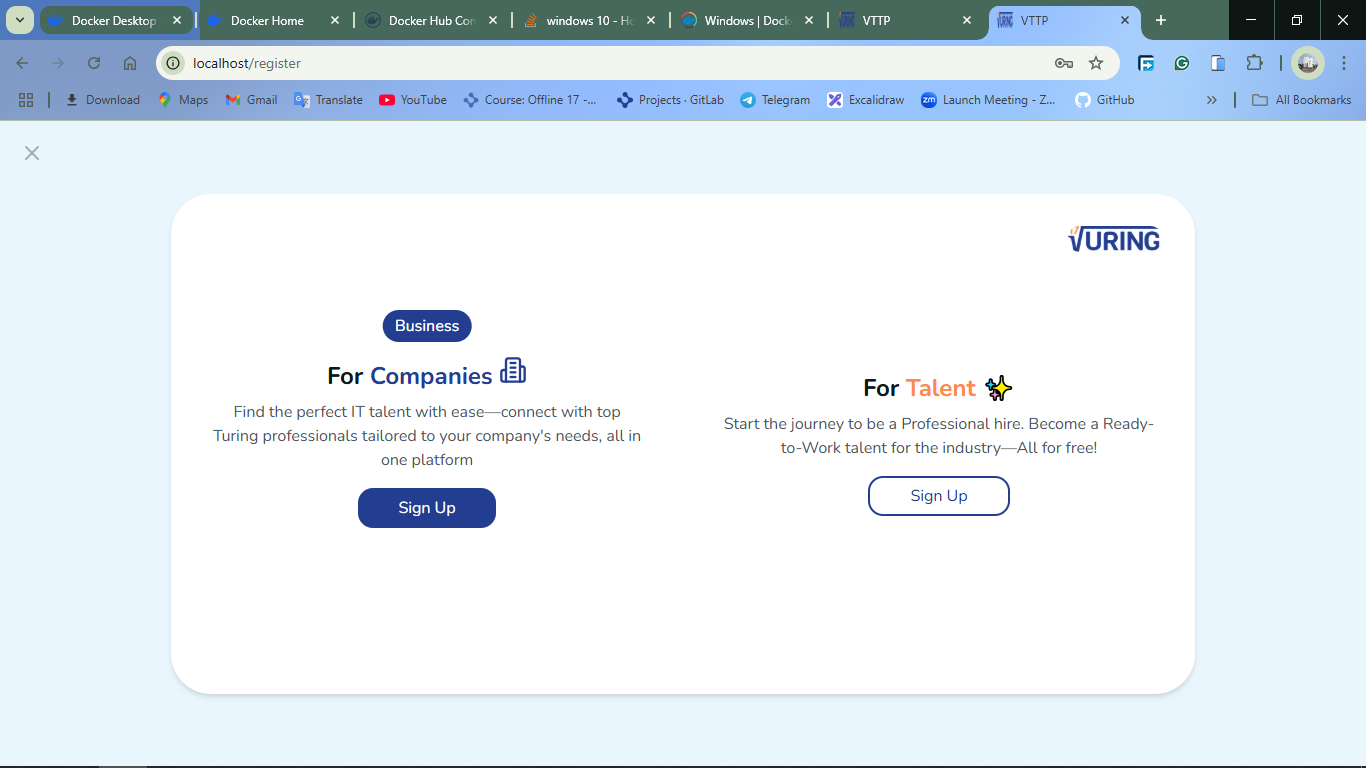 Docker Desktop
Docker Home
Docker Hub Con
windows 10 - Ho
Windows | Dock
VTTP
VTTP
localhost/register
Download
Maps
Gmail
Translate
YouTube
Course: Offline 17 -...
Projects · GitLab
Telegram
Excalidraw
zm
Launch Meeting - Z...
GitHub
All Bookmarks
TURING
Business
For Companies
Find the perfect IT talent with ease—connect with top
Turing professionals tailored to your company's needs, all in
one platform
Sign Up
For Talent
Start the journey to be a Professional hire. Become a Ready-
to-Work talent for the industry—All for free!
Sign Up